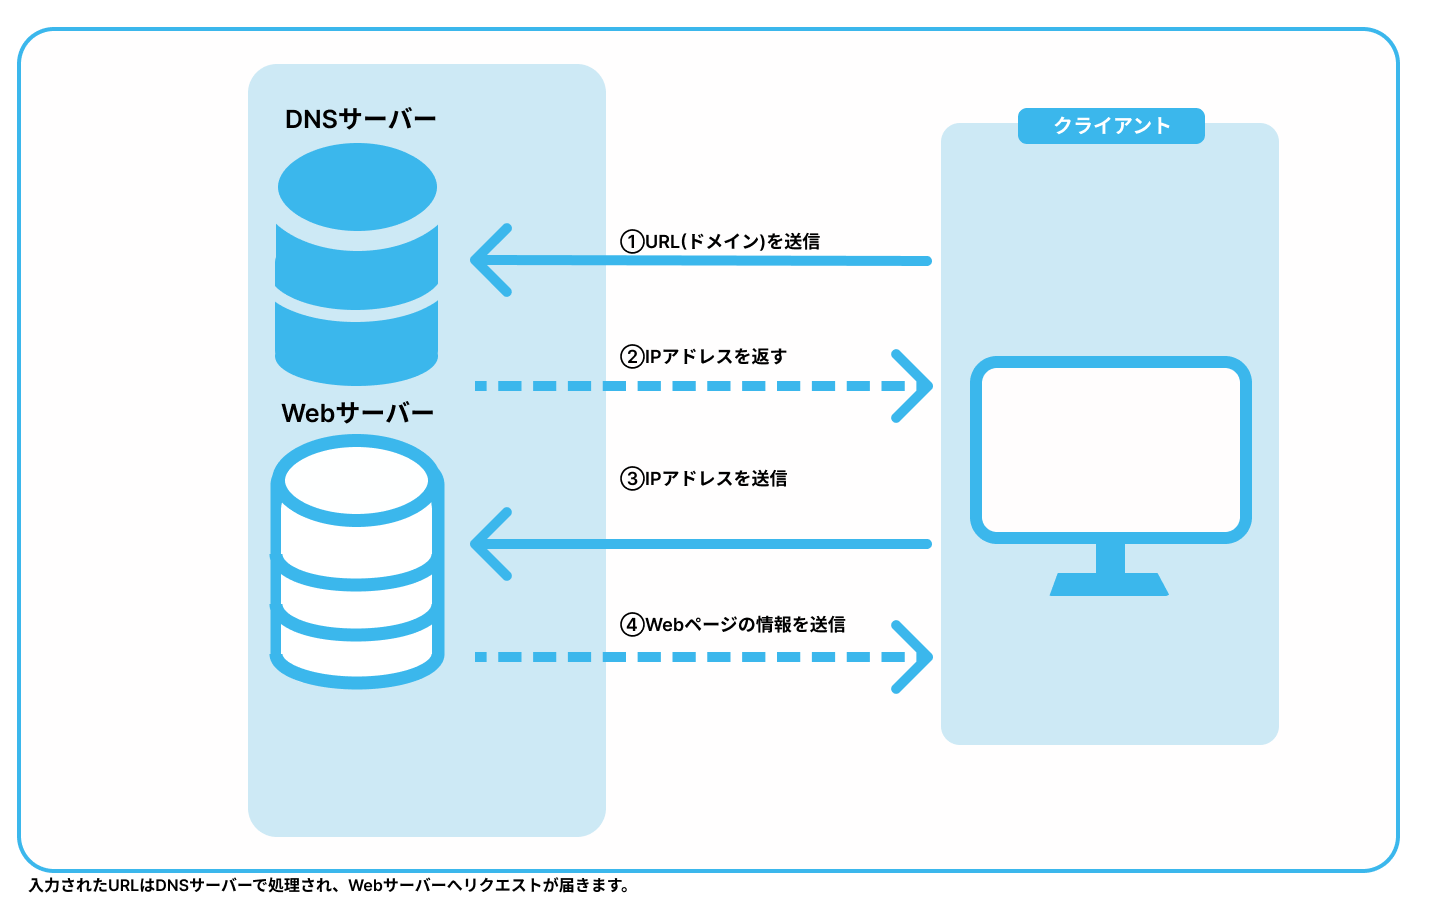 DNSサーバー
クライアント
①URL(ドメイン)を送信
②IPアドレスを返す
Webサーバー
③IPアドレスを送信
④Webページの情報を送信
入力されたURLはDNSサーバーで処理され、Webサーバーへリクエストが届きます。